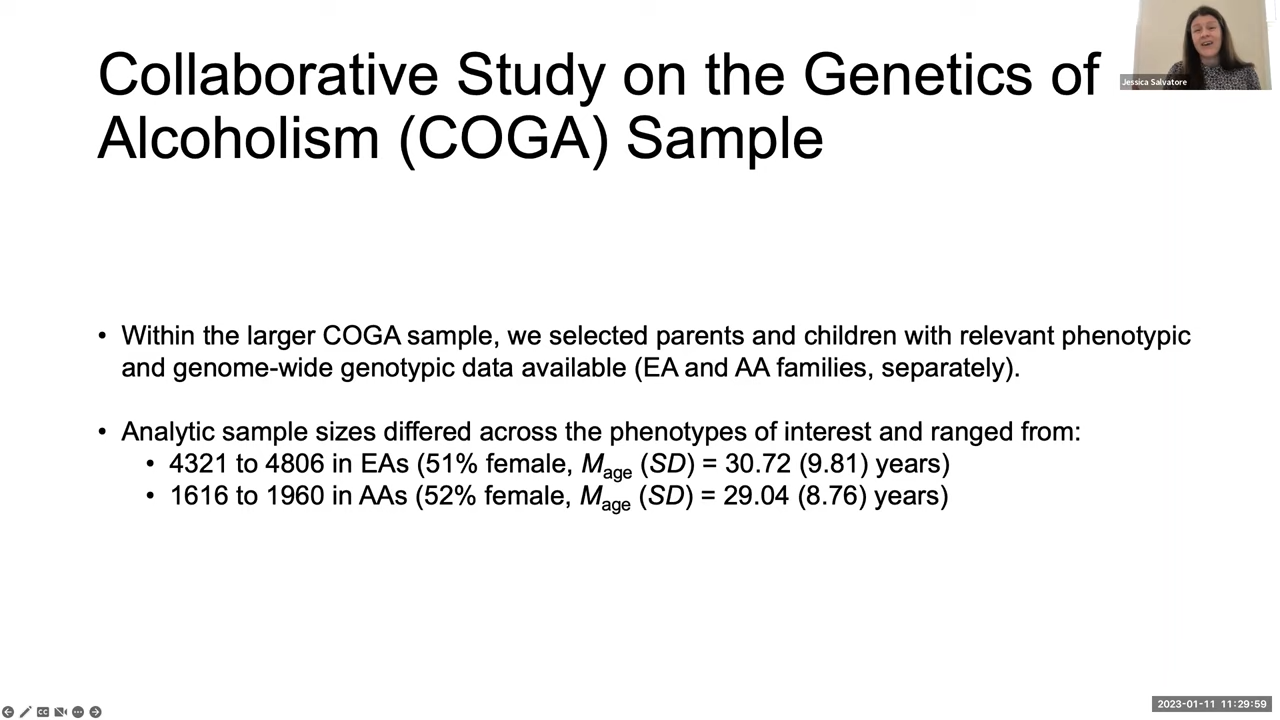 Collaborative Study on the Genetics of
Alcoholism (COGA) Sample
Jessica Salvatore
• Within the larger COGA sample, we selected parents and children with relevant phenotypic
and genome-wide genotypic data available (EA and AA families, separately).
• Analytic sample sizes differed across the phenotypes of interest and ranged from:
• 4321 to 4806 in EAs (51% female, Mage (SD) = 30.72 (9.81) years)
• 1616 to 1960 in AAs (52% female, Mage (SD) = 29.04 (8.76) years)
CC
2023-01-11 11:29:59